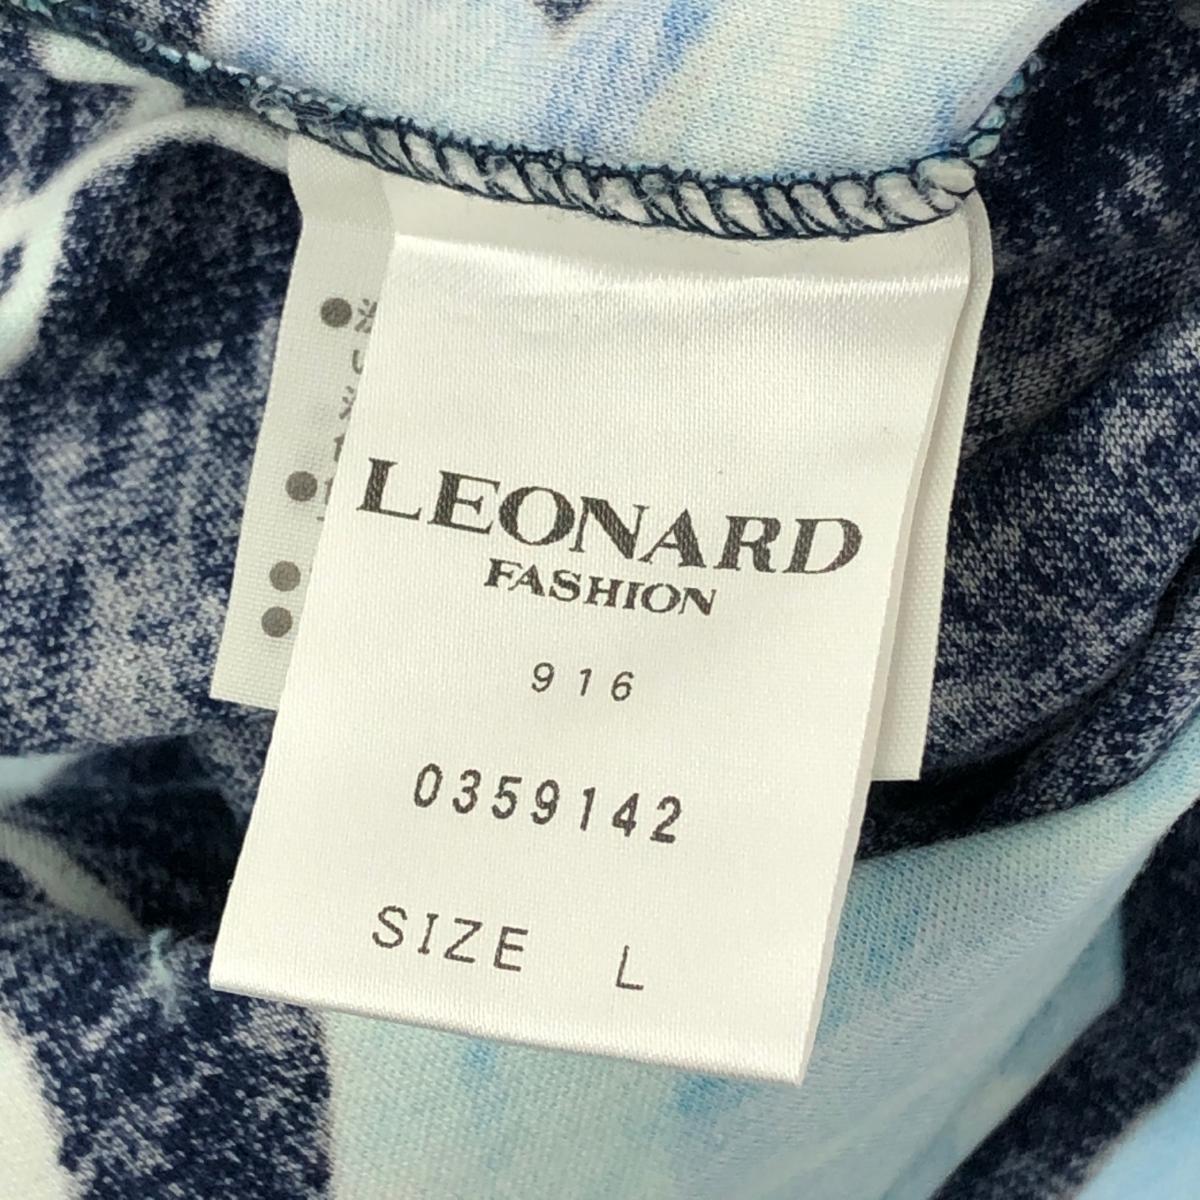 LEONARD
FASHION
916
0359142
SIZE L